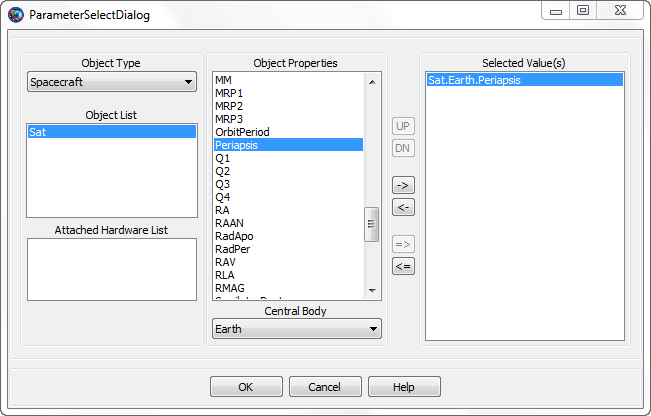 ParameterSelectDialog
Object Type
Spacecraft
Object List
Sat
Attached Hardware List
Object Properties
MM
MRP1
MRP2
MRP3
OrbitPeriod
Periapsis
Q1
Q2
Q3
Q4
RA
RAAN
RadApo
RadPer
RAV
RLA
RMAG
Central Body
Earth
UP
DN
->
<-
=>
<=
Selected Value(s)
Sat.Earth.Periapsis
OK
Cancel
Help